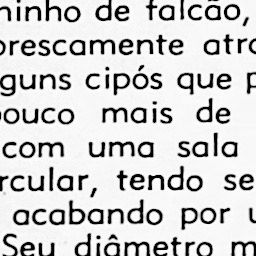 ninho de falcão,
orescamente atro
guns cipós que p
pouco mais de
com uma sala
rcular, tendo se
acabando por u
Seu diâmetro m